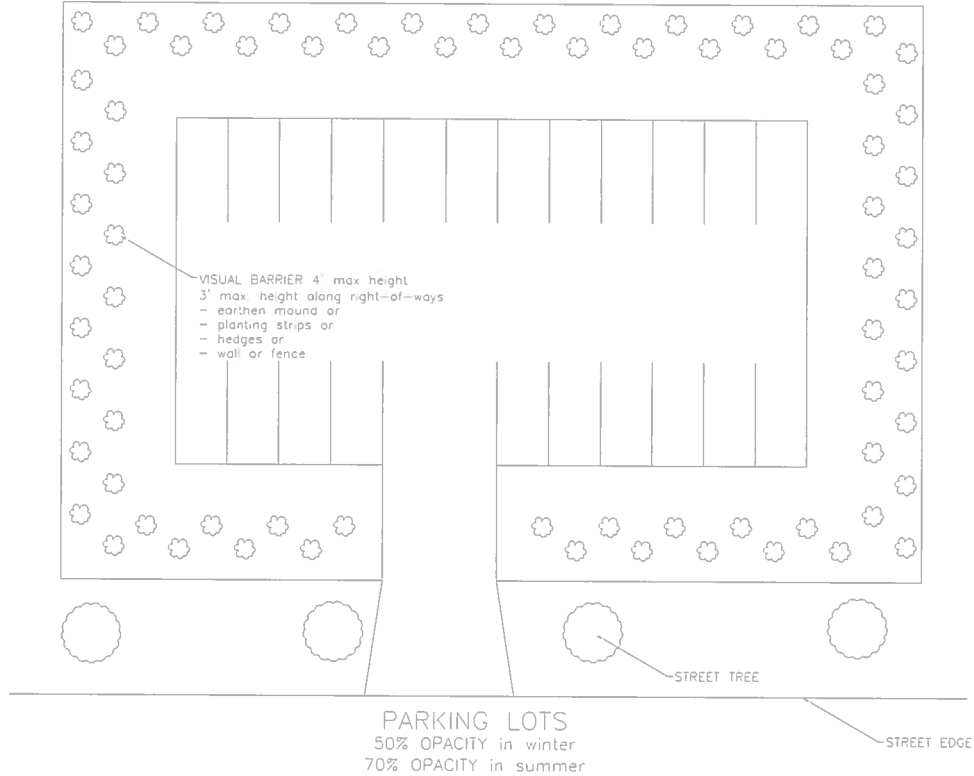 VISUAL BARRIER 4' max height
3' max. height along right-of-ways
- earthen mound or
- planting strips or
- hedges or
- wall or fence
STREET TREE
PARKING LOTS
50% OPACITY in winter
70% OPACITY in summer
STREET EDGE